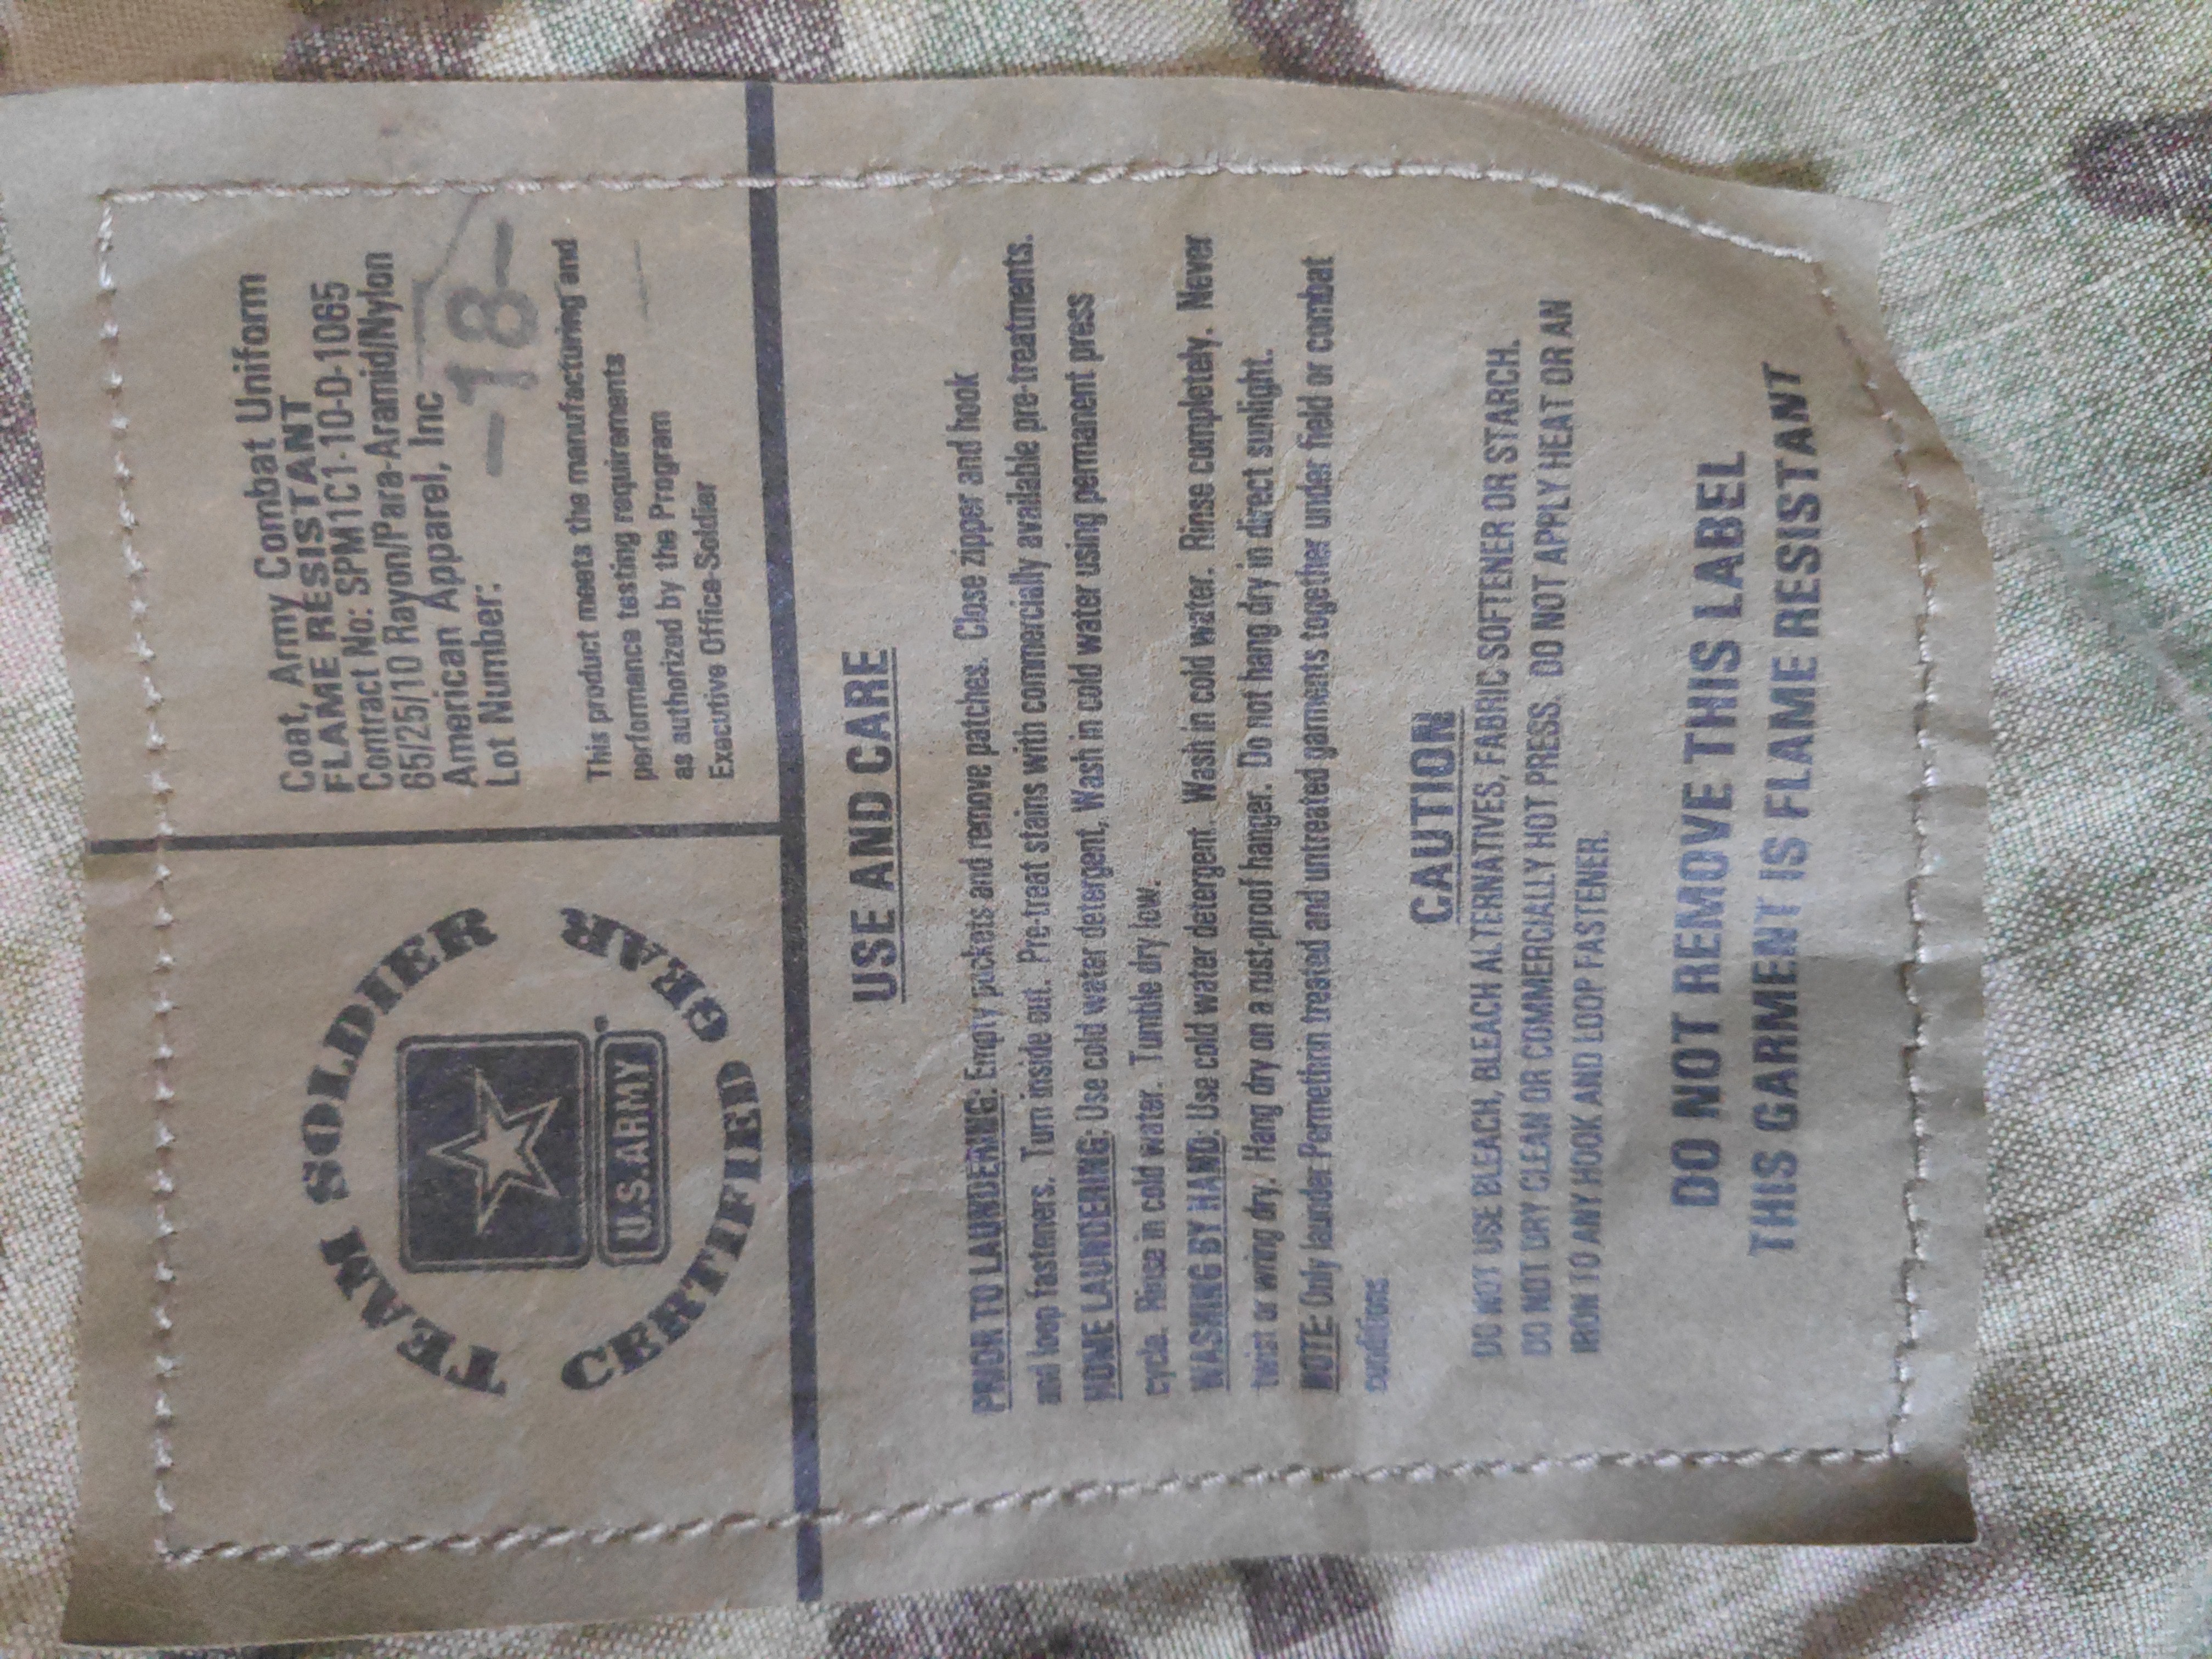 TEAM SOLDIER
U.S.ARMY
CERTIFIED GEAR
Coat, Army Combat Uniform
FLAME RESISTANT
Contract No: SPM1C1-10-D-1065
65/25/10 Rayon/Para-Aramid/Nylon
American Apparel, Inc
Lot Number:
-18-
This product meets the manufacturing and
performance testing requirements
as authorized by the Program
Executive Office-Soldier
USE AND CARE
PRIOR TO LAUNDERING: Empty pockets and remove patches. Close zipper and hook
and loop fasteners. Turn inside out. Pre-treat stains with commercially available pre-treatments.
HOME LAUNDERING: Use cold water detergent, Wash in cold water using permanent press
cycle. Rinse in cold water. Tumble dry low.
WASHING BY HAND: Use cold water detergent. Wash in cold water. Rinse completely. Never
twist or wring dry. Hang dry on a rust-proof hanger. Do not hang dry in direct sunlight.
NOTE: Only launder Permethrin treated and untreated garments together under field or combat
conditions
CAUTION
DO NOT USE BLEACH, BLEACH ALTERNATIVES, FABRIC SOFTENER OR STARCH.
DO NOT DRY CLEAN OR COMMERCIALLY HOT PRESS. DO NOT APPLY HEAT OR AN
IRON TO ANY HOOK AND LOOP FASTENER.
DO NOT REMOVE THIS LABEL
THIS GARMENT IS FLAME RESISTANT